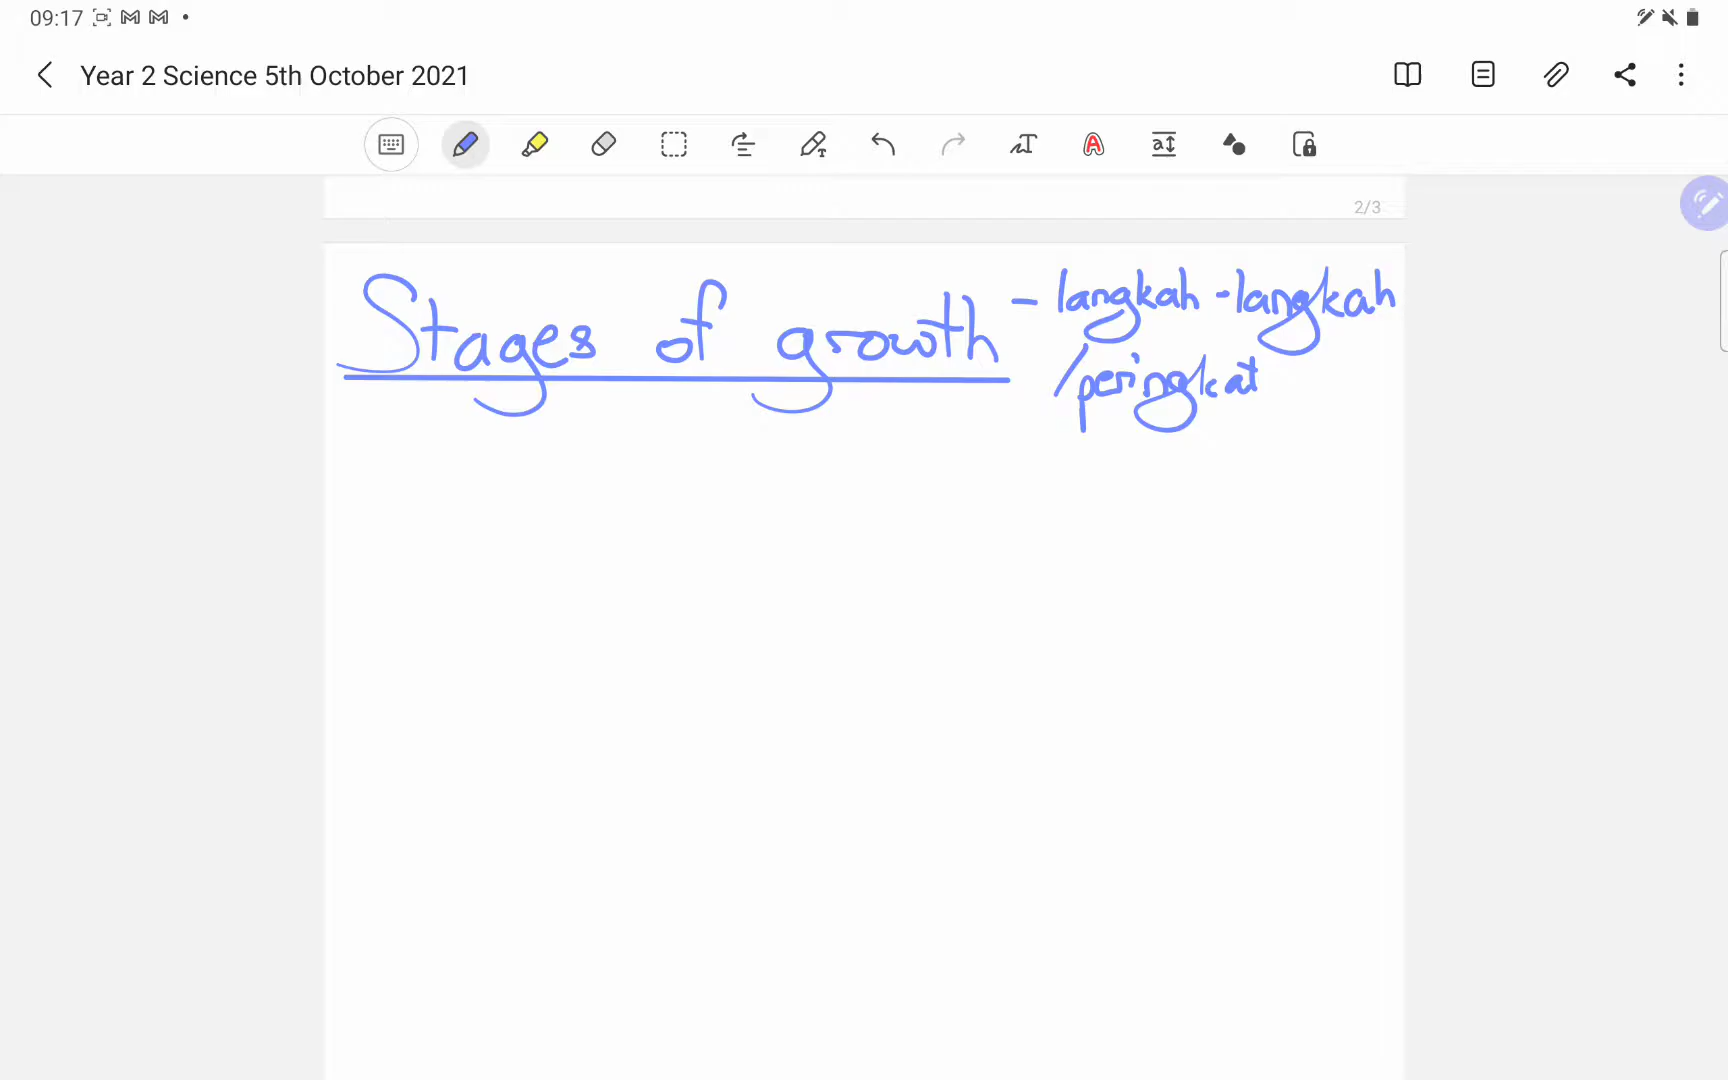 09:17
Year 2 Science 5th October 2021
2/3
Stages of growth - langkah - langkah
/peringkat